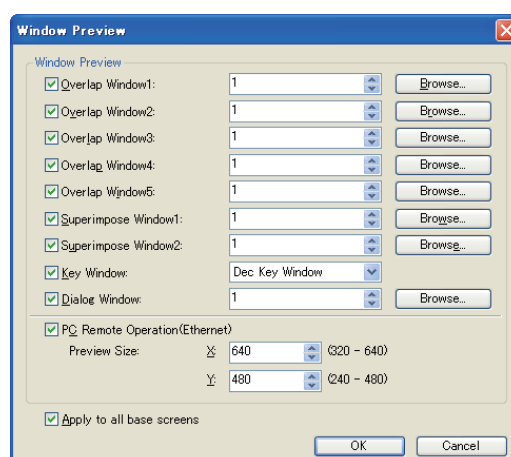 Window Preview
Window Preview
Overlap Window1: 1 Browse...
Overlap Window2: 1 Browse...
Overlap Window3: 1 Browse...
Overlap Window4: 1 Browse...
Overlap Window5: 1 Browse...
Superimpose Window1: 1 Browse...
Superimpose Window2: 1 Browse...
Key Window: Dec Key Window
Dialog Window: 1 Browse...
PC Remote Operation(Ethernet)
Preview Size: X: 640 (320 - 640)
Y: 480 (240 - 480)
Apply to all base screens
OK Cancel